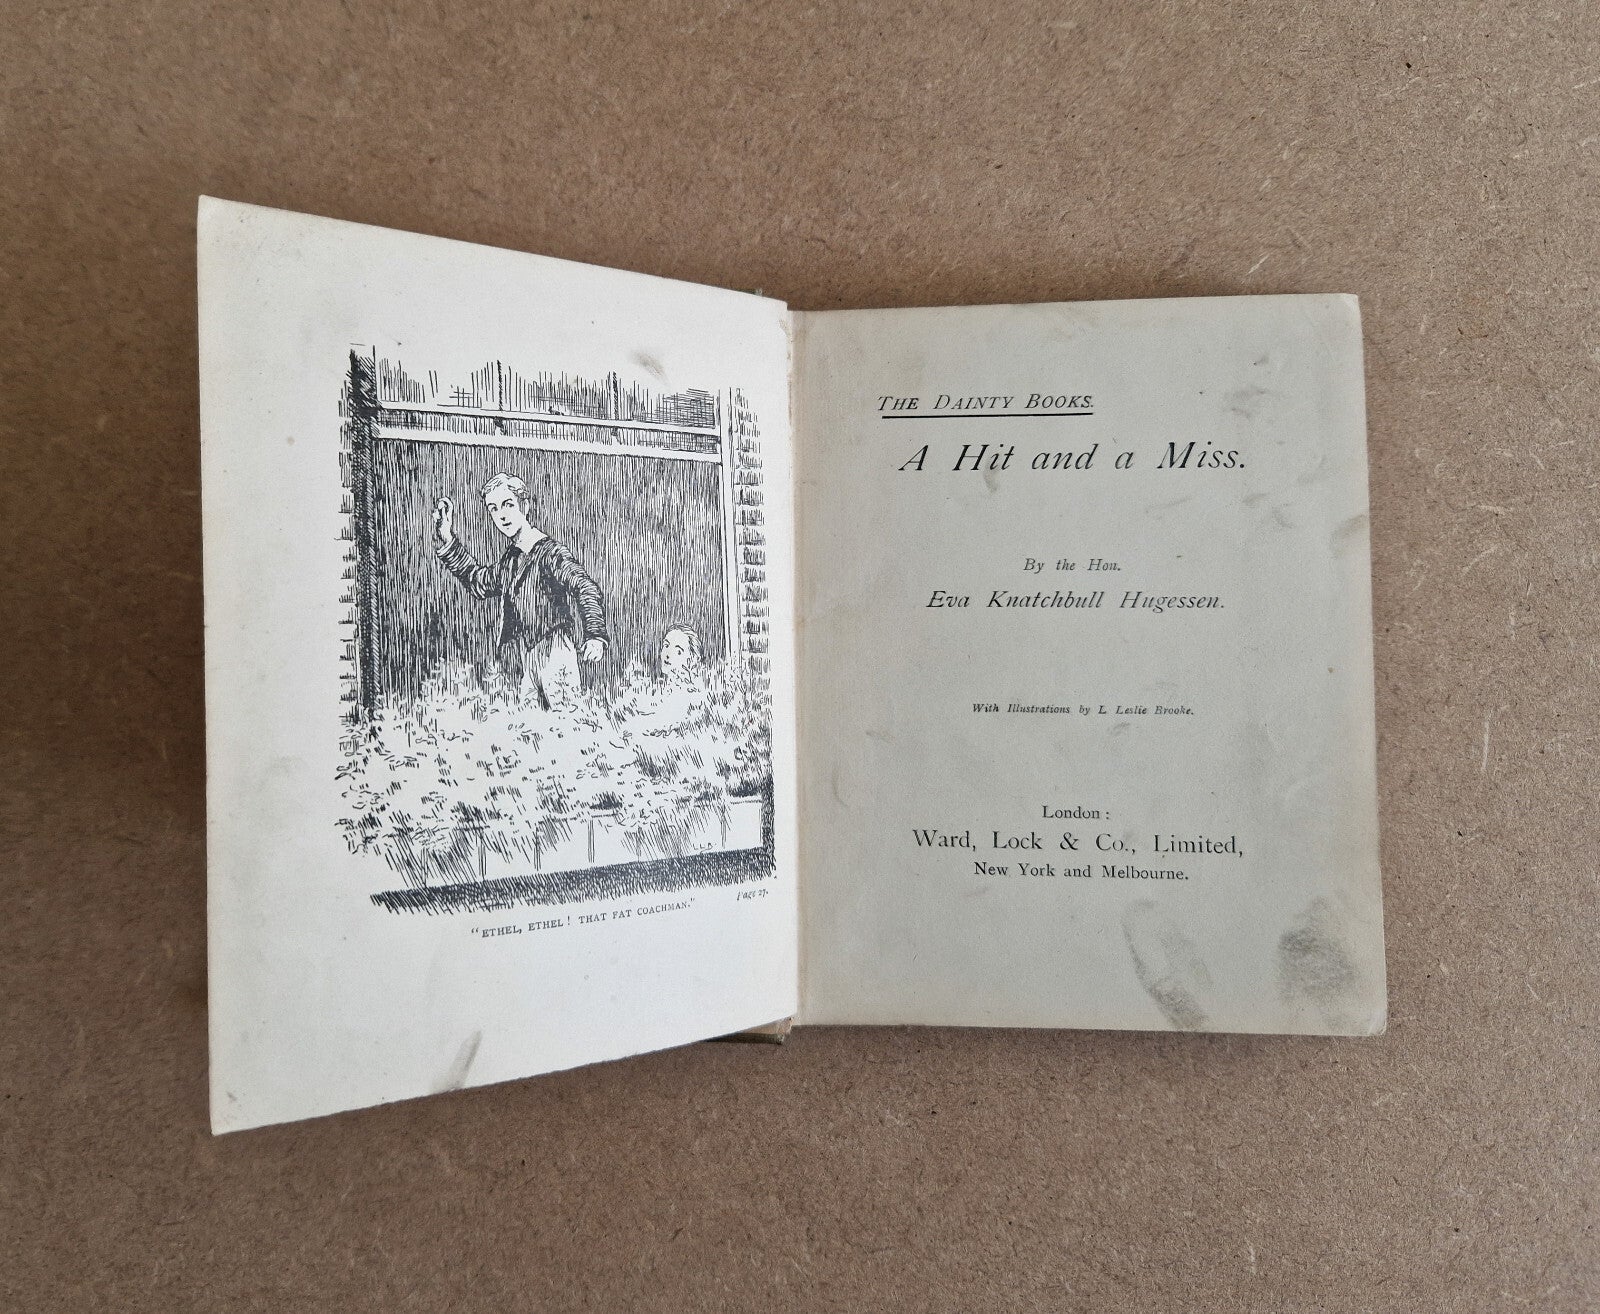 LLB.
Page 27.
"ETHEL, ETHEL! THAT FAT COACHMAN."
THE DAINTY BOOKS.
A Hit and a Miss.
By the Hon.
Eva Knatchbull Hugessen.
With Illustrations by L. Leslie Brooke.
London:
Ward, Lock & Co., Limited,
New York and Melbourne.